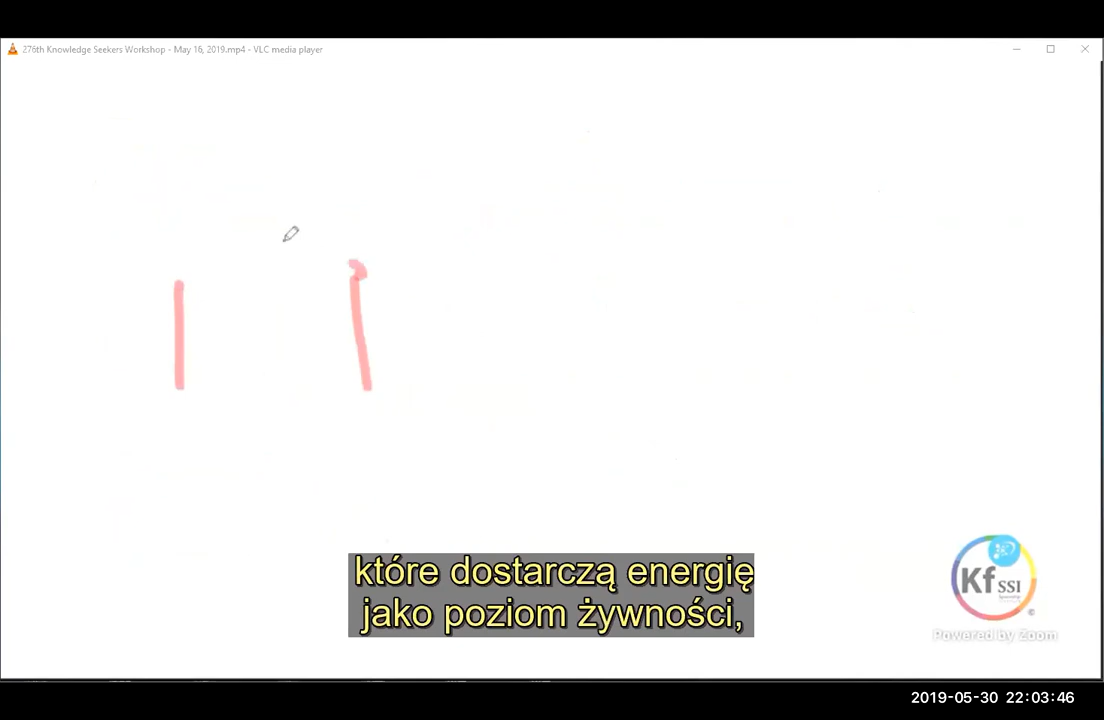 276th Knowledge Seekers Workshop - May 16, 2019.mp4 - VLC media player
które dostarczą energię
jako poziom żywności,
Kf SSI
©
Powered by Zoom
2019-05-30 22:03:46